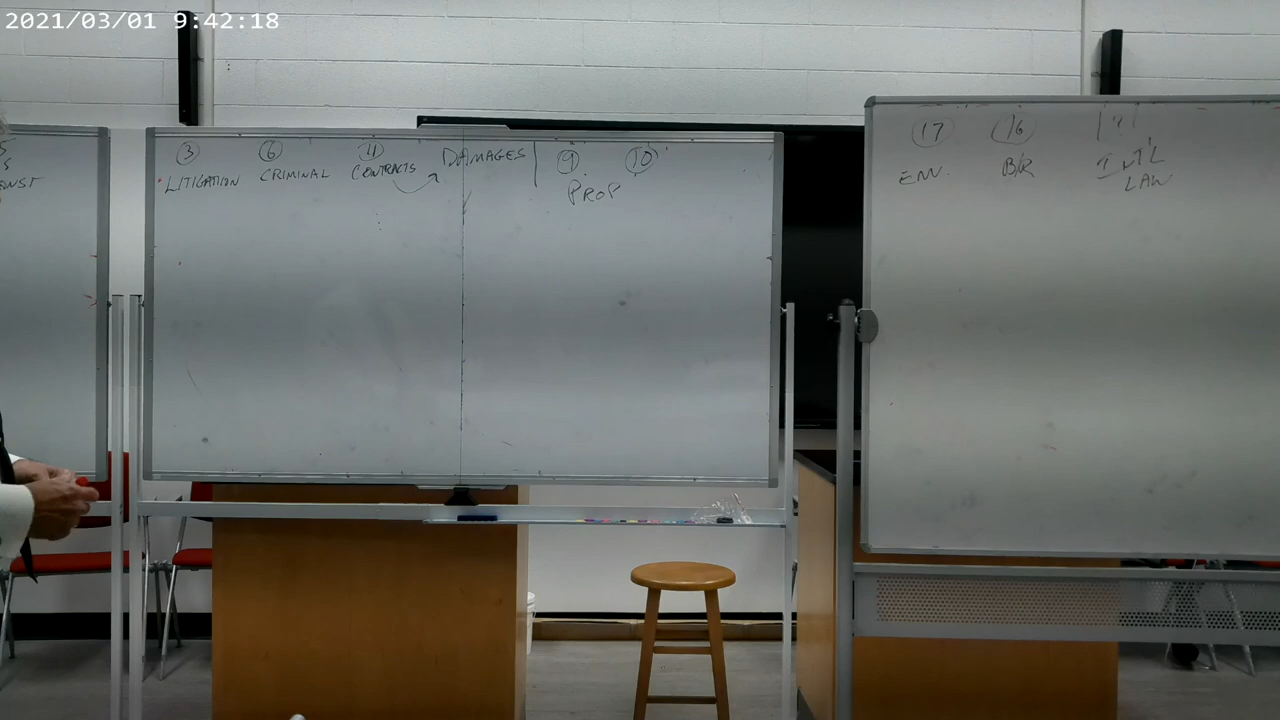 2021/03/01 9:42:18
3 6 11 DAMAGES 9 10
LITIGATION CRIMINAL CONTRACTS
PROP
17 16 ?
ENV. B/R INT'L
LAW